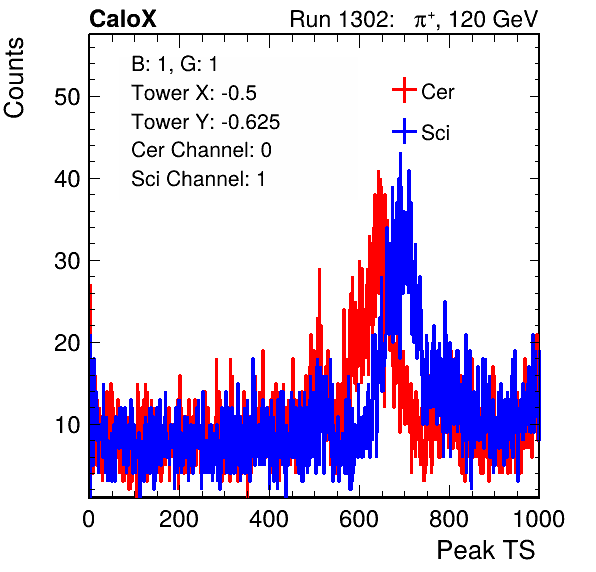 CaloX Run 1302: π⁺, 120 GeV
B: 1, G: 1
Tower X: -0.5
Tower Y: -0.625
Cer Channel: 0
Sci Channel: 1
Cer
Sci
Counts
50
40
30
20
10
0 200 400 600 800 1000
Peak TS